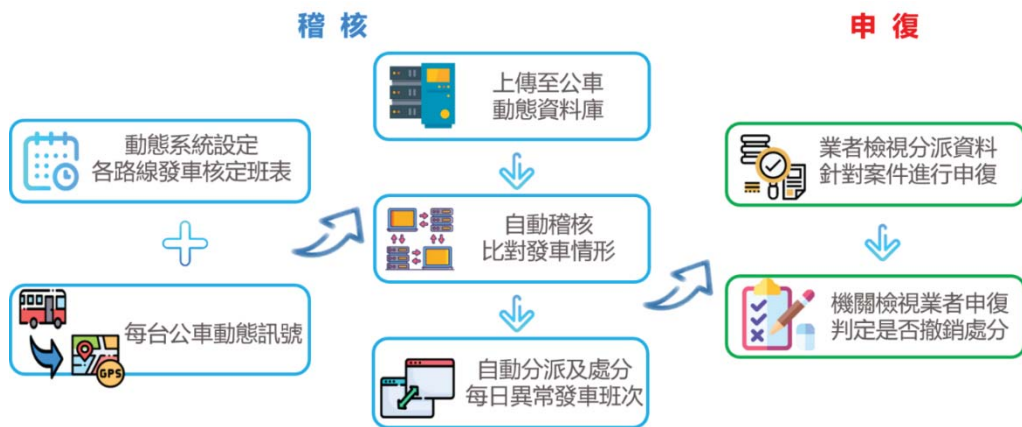 稽核
申復
動態系統設定
各路線發車核定班表
每台公車動態訊號
GPS
上傳至公車
動態資料庫
自動稽核
比對發車情形
自動分派及處分
每日異常發車班次
業者檢視分派資料
針對案件進行申復
機關檢視業者申復
判定是否撤銷處分